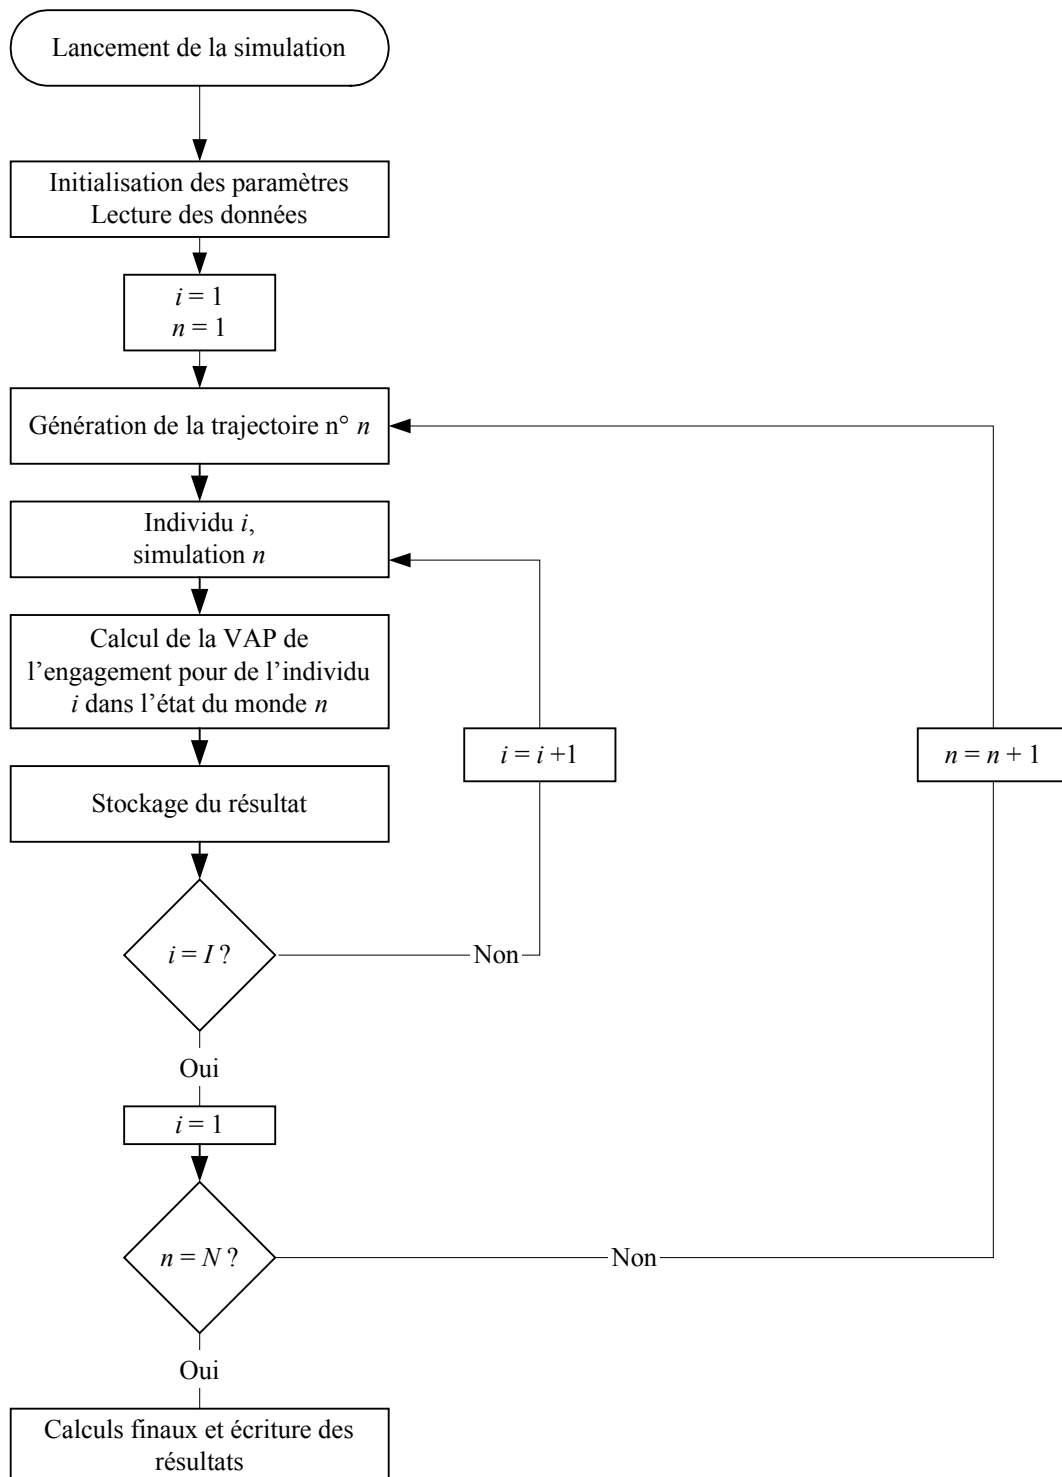 Lancement de la simulation
Initialisation des paramètres
Lecture des données
i = 1
n = 1
Génération de la trajectoire n° n
Individu i,
simulation n
Calcul de la VAP de
l’engagement pour de l’individu
i dans l’état du monde n
i = i +1
n = n + 1
Stockage du résultat
i = I ?
Non
Oui
i = 1
n = N ?
Non
Oui
Calculs finaux et écriture des
résultats